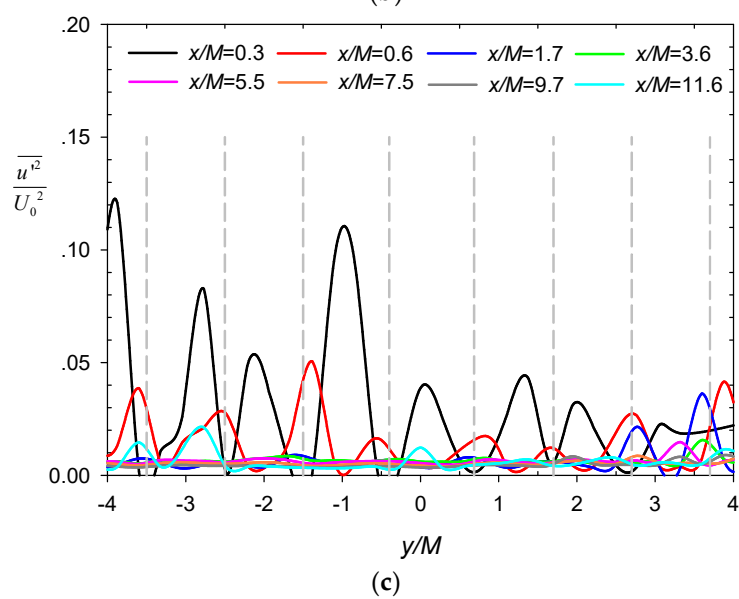 .20
x/M=0.3 x/M=0.6 x/M=1.7 x/M=3.6
x/M=5.5 x/M=7.5 x/M=9.7 x/M=11.6
.15
u'²
U₀²
.10
.05
0.00
-4 -3 -2 -1 0 1 2 3 4
y/M
(c)